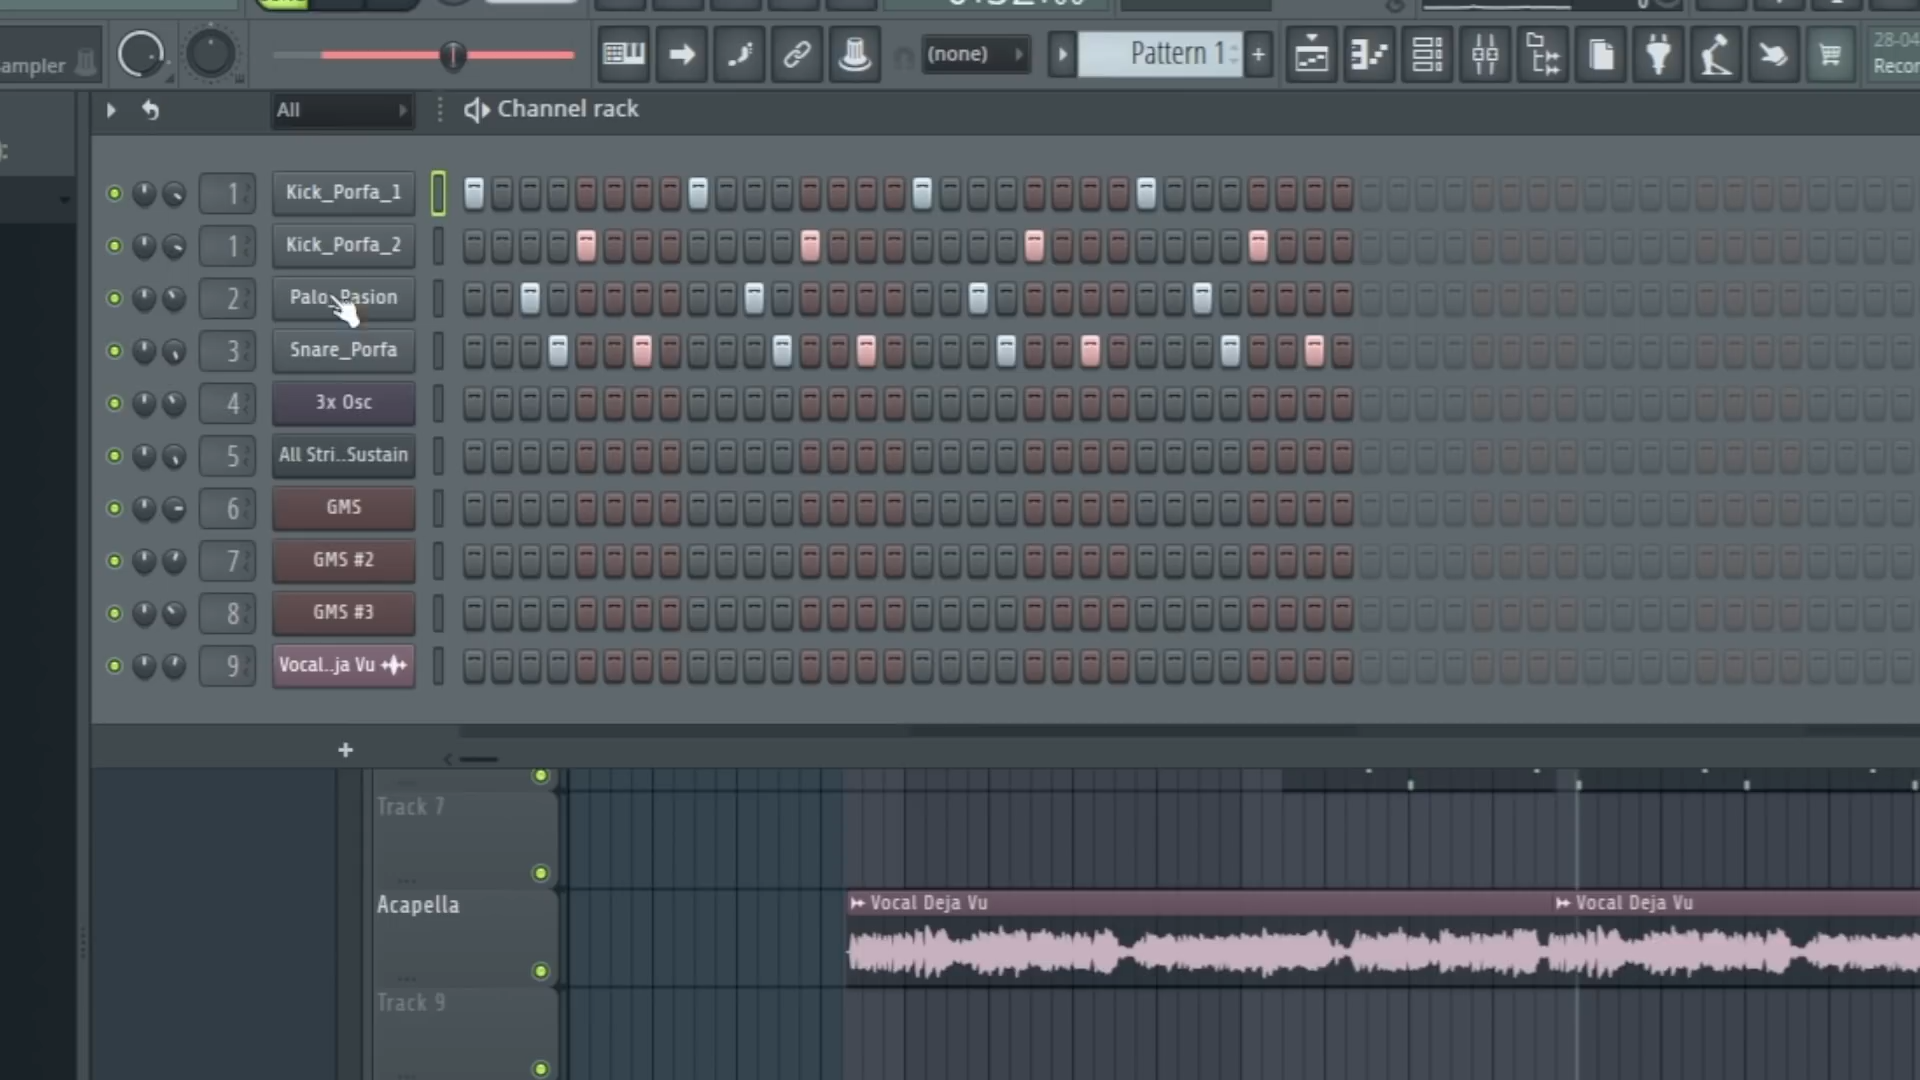 ampler
(none)
Pattern 1
+
28-04
Recor
All
Channel rack
1 Kick_Porfa_1
1 Kick_Porfa_2
2 Palo_Pasion
3 Snare_Porfa
4 3x Osc
5 All Stri..Sustain
6 GMS
7 GMS #2
8 GMS #3
9 Vocal..ja Vu
+
Track 7
Acapella
Vocal Deja Vu
Vocal Deja Vu
Track 9